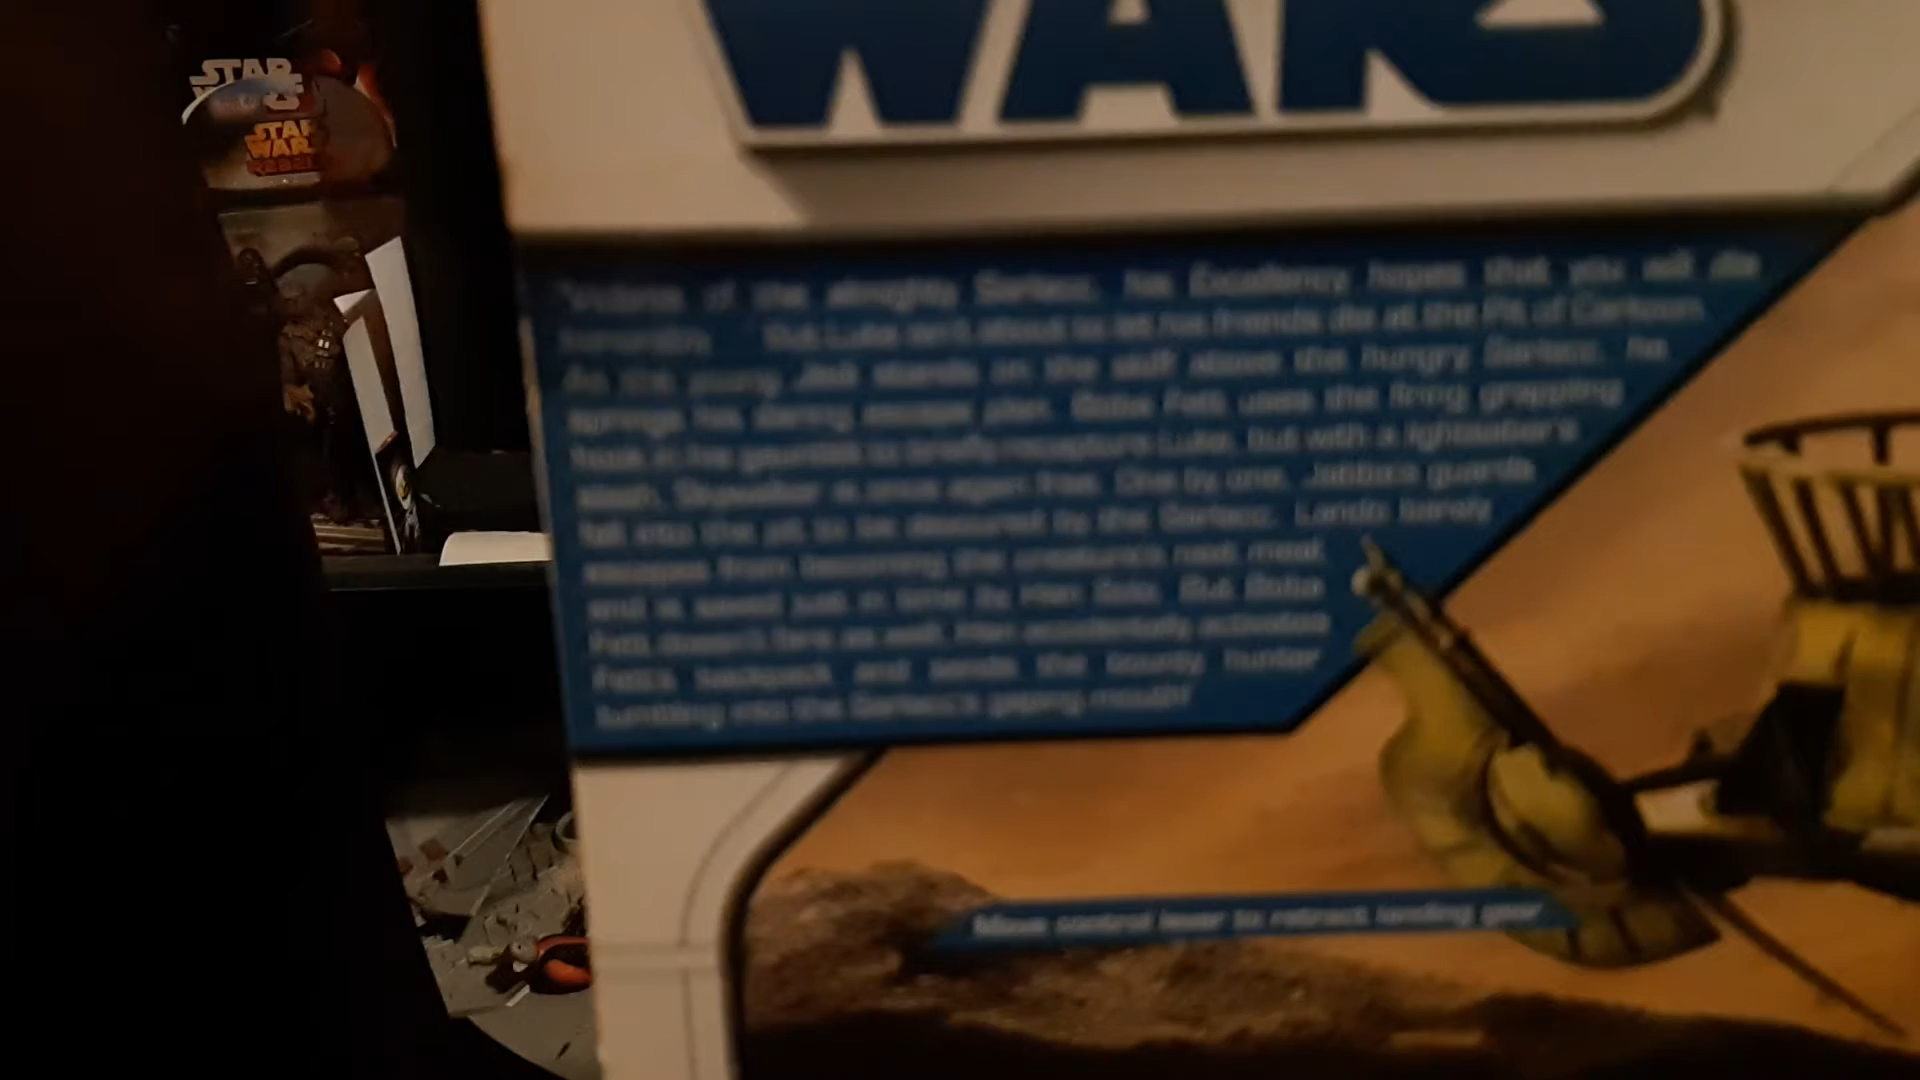 STAR
STAR
WARS
WARS
"Victims of the almighty Sarlacc, his Excellency hopes that you will die
honorably. But Luke isn't about to let his friends die at the Pit of Carkoon.
As the young Jedi stands on the skiff above the hungry Sarlacc, he
springs his daring escape plan. Boba Fett uses the firing grappling
hook in his gauntlet to briefly recapture Luke, but with a lightsaber's
slash, Skywalker is once again free. One by one, Jabba's guards
fall into the pit to be devoured by the Sarlacc. Lando barely
escapes from becoming the creature's next meal,
and is saved just in time by Han Solo. But Boba
Fett doesn't fare as well. Han accidentally activates
Fett's backpack and sends the bounty hunter
tumbling into the Sarlacc's gaping mouth!
Move control lever to retract landing gear.